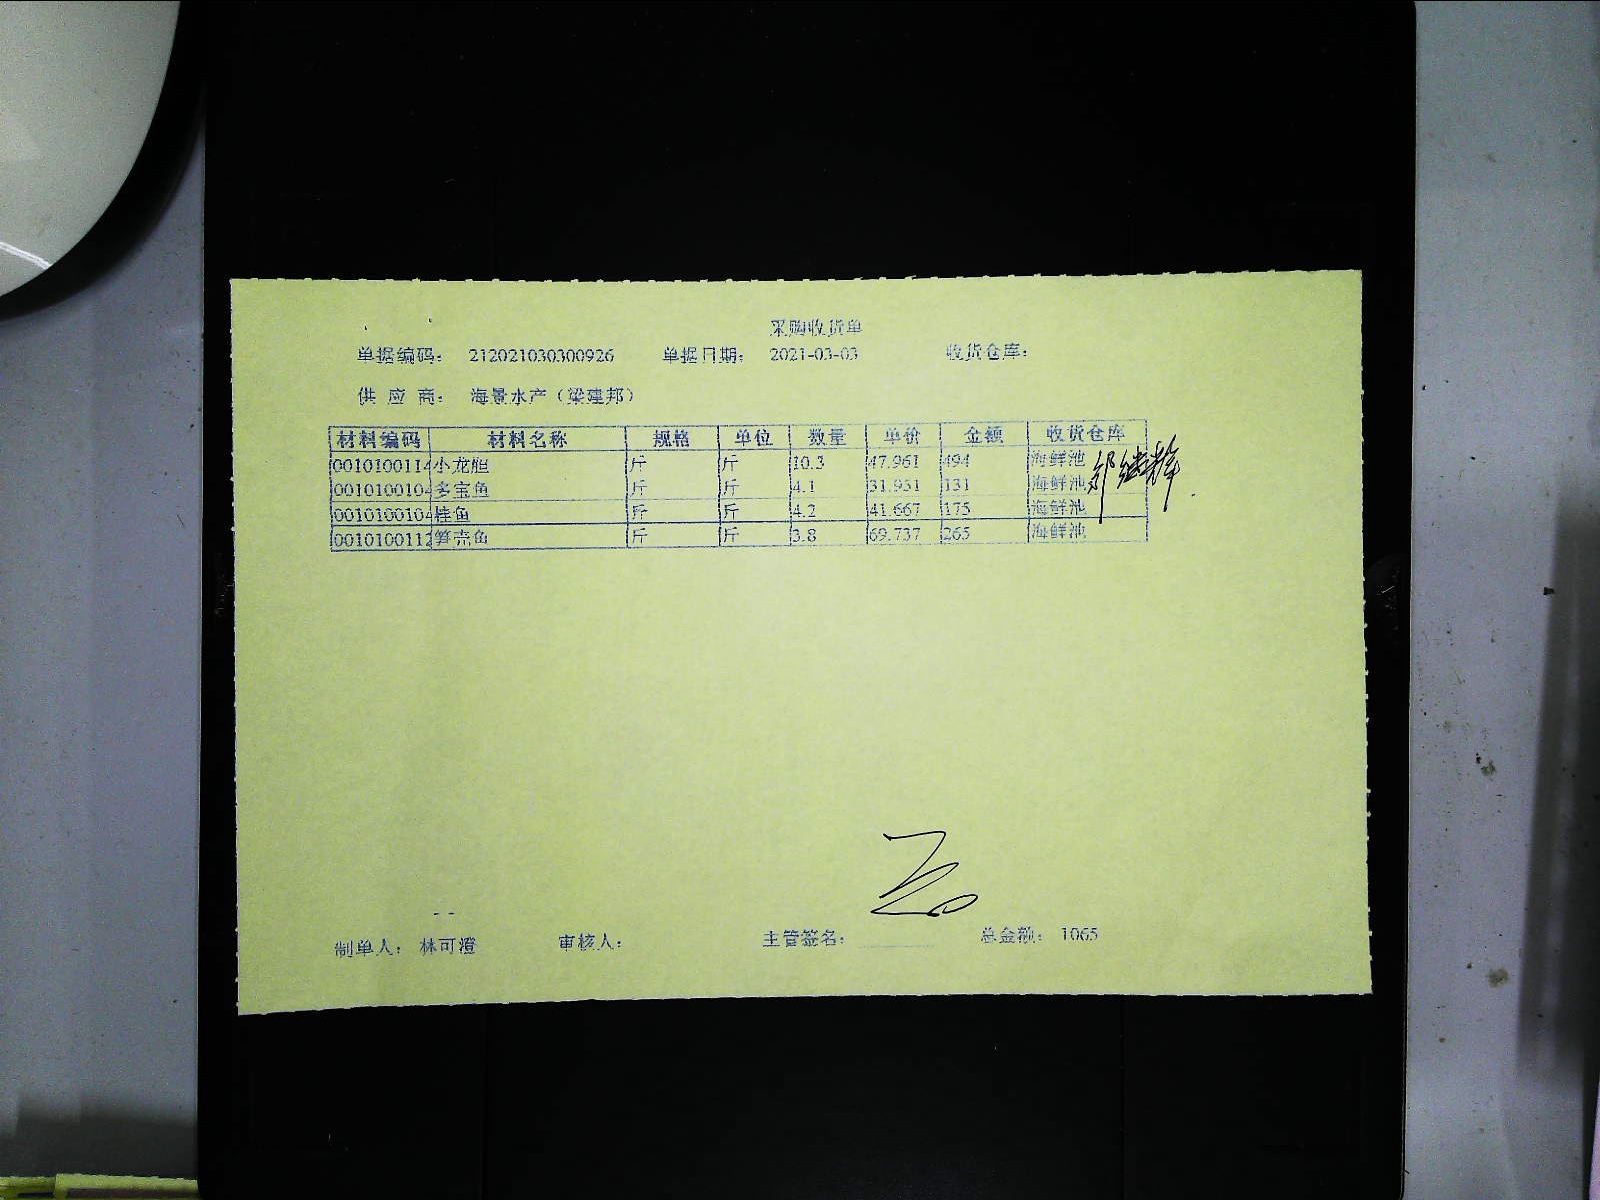 采购收货单
单据编码： 212021030300926 单据日期： 2021-03-03 收货仓库：
供 应 商： 海景水产（梁建邦）
材料编码 材料名称 规格 单位 数量 单价 金额 收货仓库
0010100114 小龙胆 斤 斤 10.3 47.961 494 海鲜池
0010100104 多宝鱼 斤 斤 4.1 31.951 131 海鲜池
0010100104 桂鱼 斤 斤 4.2 41.667 175 海鲜池
0010100112 笋壳鱼 斤 斤 3.8 69.737 265 海鲜池
制单人： 林可澄 审核人： 主管签名： 总金额： 1065